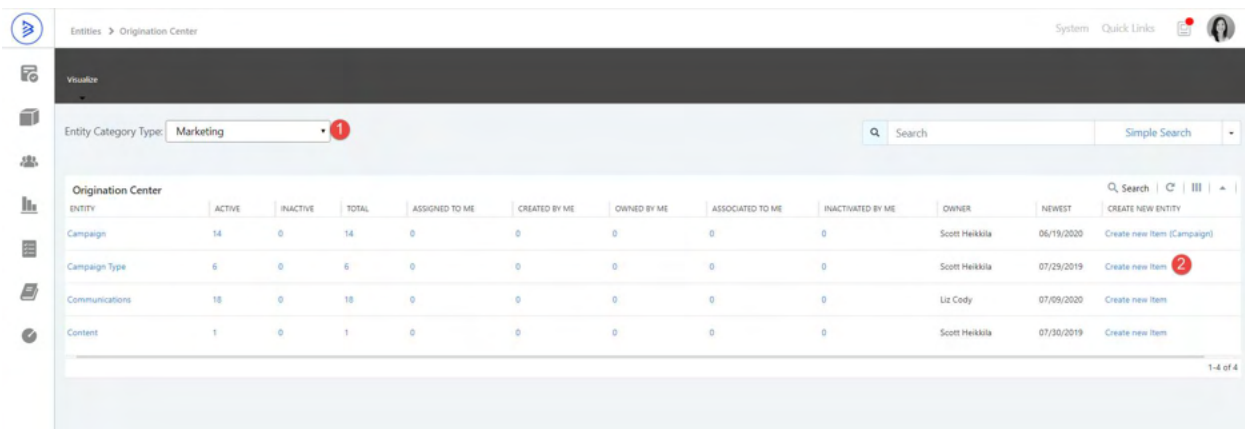 Entities > Origination Center
System Quick Links
Visualize
Entity Category Type: Marketing 1
Search Simple Search
Origination Center
Search
ENTITY ACTIVE INACTIVE TOTAL ASSIGNED TO ME CREATED BY ME OWNED BY ME ASSOCIATED TO ME INACTIVATED BY ME OWNER NEWEST CREATE NEW ENTITY
Campaign 14 0 14 0 0 0 0 0 Scott Heikkila 06/19/2020 Create new Item (Campaign)
Campaign Type 6 0 6 0 0 0 0 0 Scott Heikkila 07/29/2019 Create new Item 2
Communications 18 0 18 0 0 0 0 0 Liz Cody 07/09/2020 Create new Item
Content 1 0 1 0 0 0 0 0 Scott Heikkila 07/30/2019 Create new Item
1-4 of 4